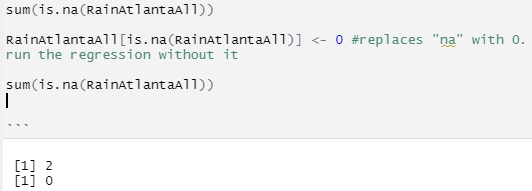 sum(is.na(RainAtlantaAll))
RainAtlantaAll[is.na(RainAtlantaAll)] <- 0 #replaces "na" with 0.
run the regression without it
sum(is.na(RainAtlantaAll))
```
[1] 2
[1] 0